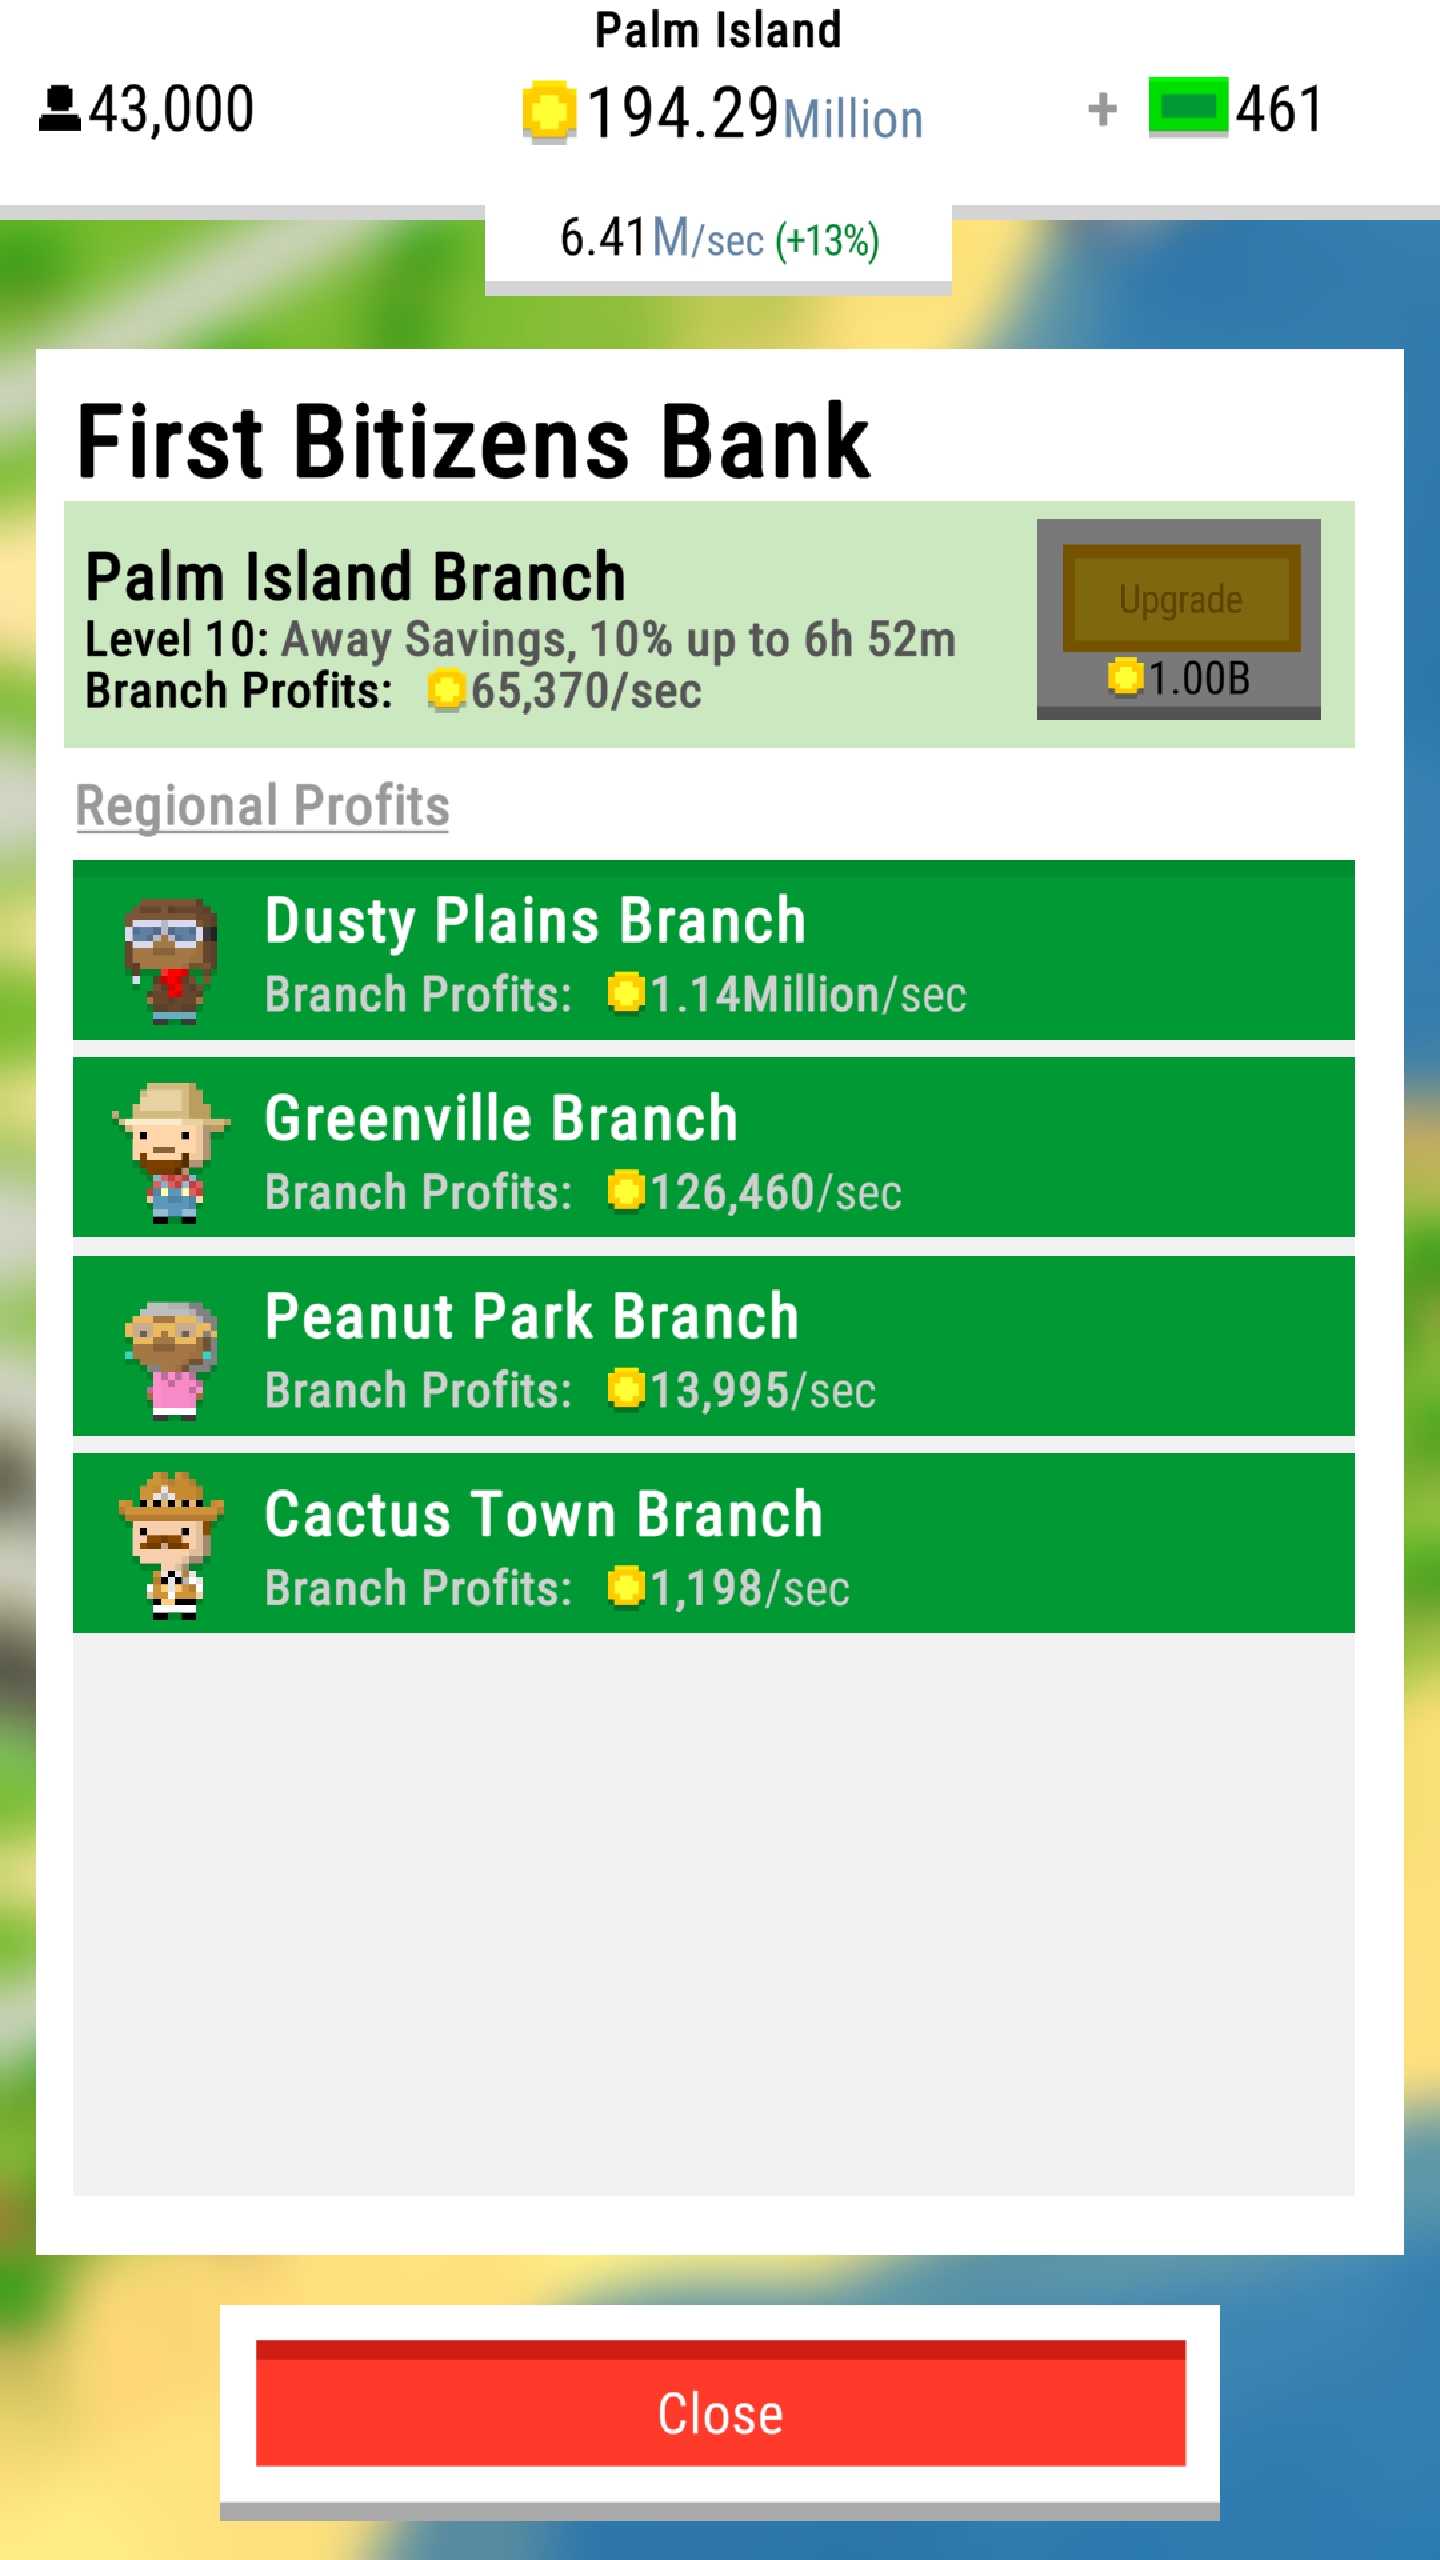 Palm Island
43,000
194.29Million
+ 461
6.41M/sec (+13%)
First Bitizens Bank
Palm Island Branch
Level 10: Away Savings, 10% up to 6h 52m
Branch Profits: 65,370/sec
Upgrade
1.00B
Regional Profits
Dusty Plains Branch
Branch Profits: 1.14Million/sec
Greenville Branch
Branch Profits: 126,460/sec
Peanut Park Branch
Branch Profits: 13,995/sec
Cactus Town Branch
Branch Profits: 1,198/sec
Close